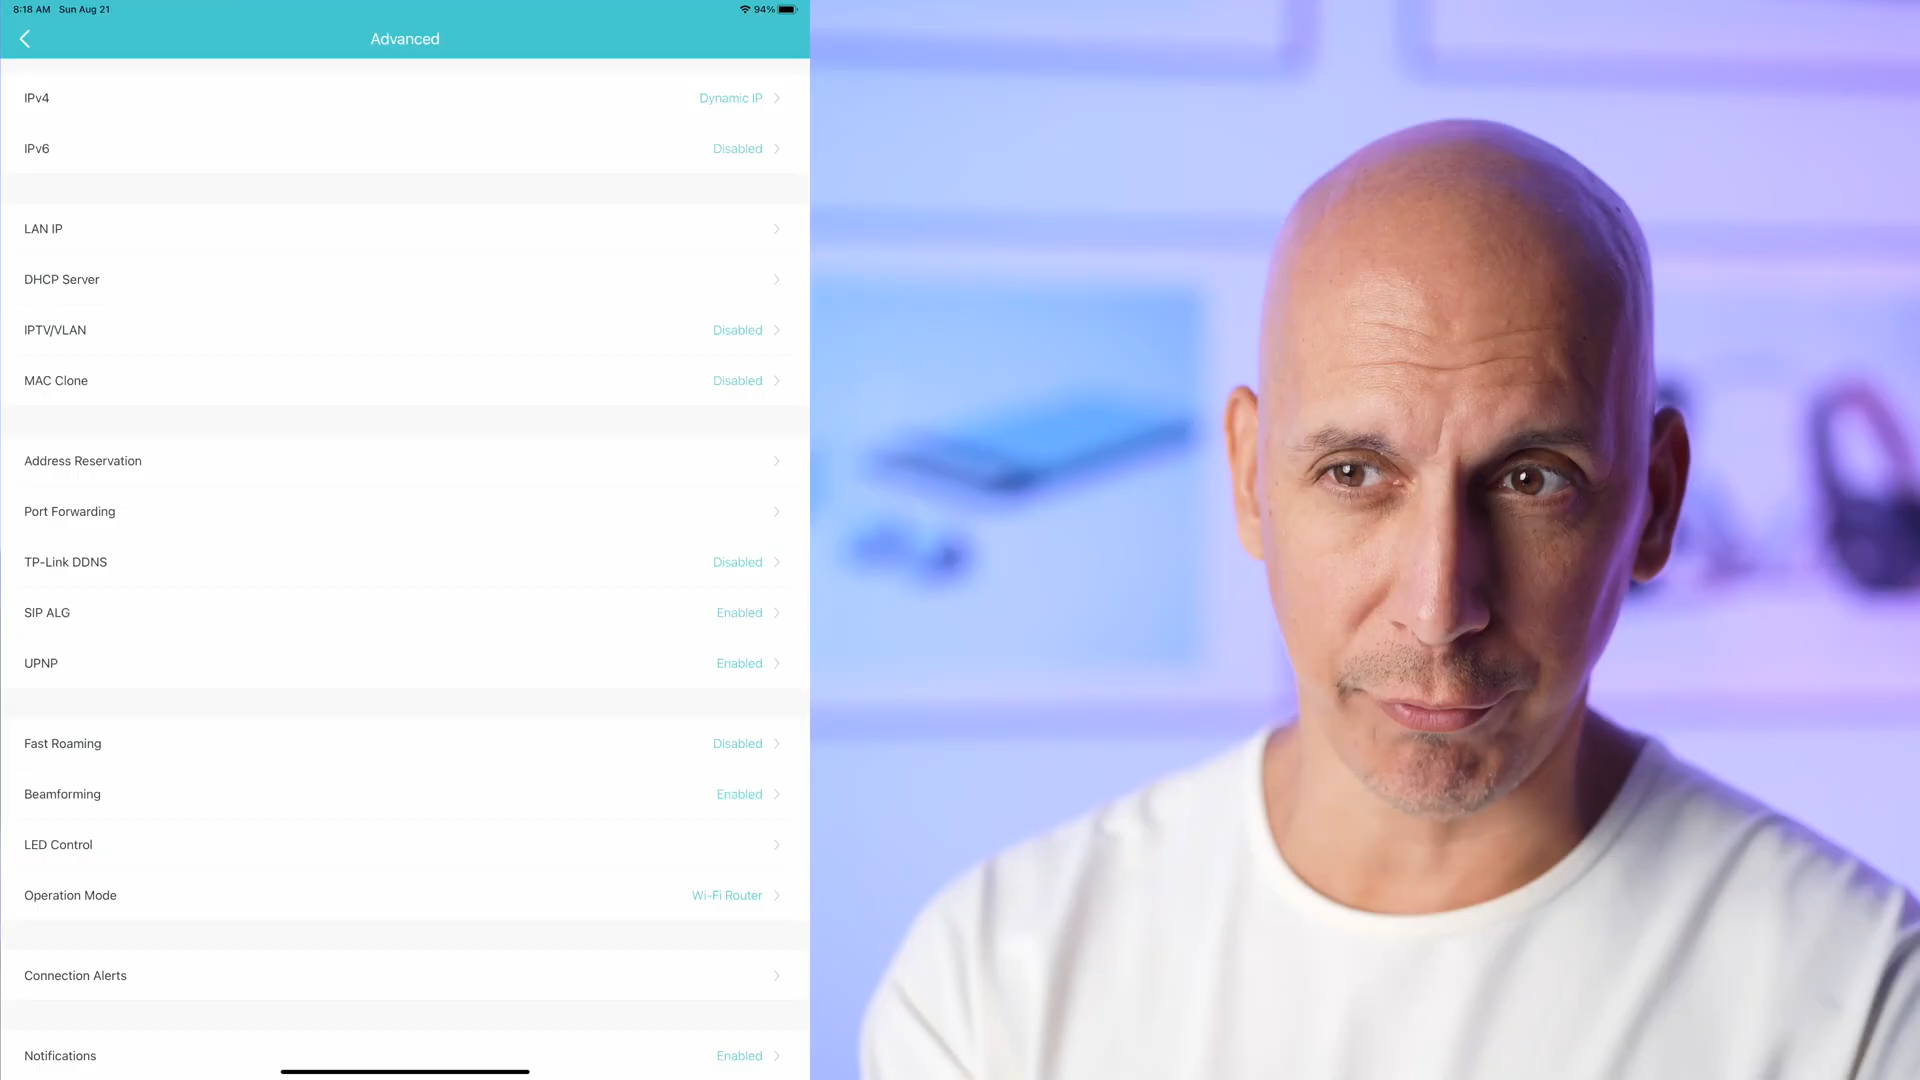 8:18 AM Sun Aug 21
94%
Advanced
IPv4 Dynamic IP
IPv6 Disabled
LAN IP
DHCP Server
IPTV/VLAN Disabled
MAC Clone Disabled
Address Reservation
Port Forwarding
TP-Link DDNS Disabled
SIP ALG Enabled
UPNP Enabled
Fast Roaming Disabled
Beamforming Enabled
LED Control
Operation Mode Wi-Fi Router
Connection Alerts
Notifications Enabled